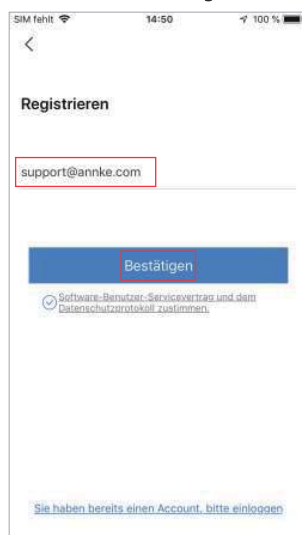 SIM fehlt 14:50 100 %
Registrieren
support@annke.com
Bestätigen
Software-Benutzer-Servicevertrag und dem
Datenschutzprotokoll zustimmen.
Sie haben bereits einen Account, bitte einloggen